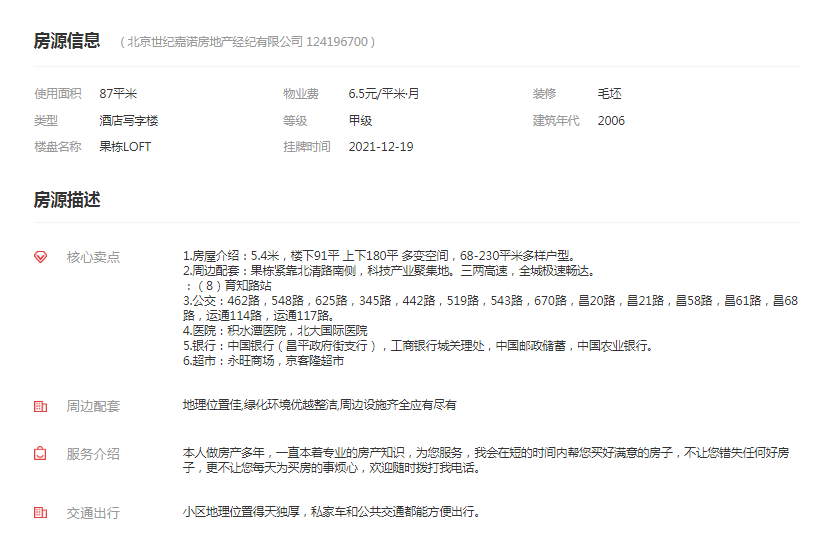 房源信息 （北京世纪嘉诺房地产经纪有限公司 124196700）
使用面积 87平米 物业费 6.5元/平米·月 装修 毛坯
类型 酒店写字楼 等级 甲级 建筑年代 2006
楼盘名称 果栋LOFT 挂牌时间 2021-12-19
房源描述
核心卖点 1.房屋介绍：5.4米，楼下91平 上下180平 多变空间，68-230平米多样户型。
2.周边配套：果栋紧靠北清路南侧，科技产业聚集地。三两高速，全城极速畅达。
：（8）育知路站
3.公交：462路，548路，625路，345路，442路，519路，543路，670路，昌20路，昌21路，昌58路，昌61路，昌68
路，运通114路，运通117路。
4.医院：积水潭医院，北大国际医院
5.银行：中国银行（昌平政府街支行），工商银行城关理处，中国邮政储蓄，中国农业银行。
6.超市：永旺商场，京客隆超市
周边配套 地理位置佳,绿化环境优越整洁,周边设施齐全应有尽有
服务介绍 本人做房产多年，一直本着专业的房产知识，为您服务，我会在短的时间内帮您买好满意的房子，不让您错失任何好房
子，更不让您每天为买房的事烦心，欢迎随时拨打我电话。
交通出行 小区地理位置得天独厚，私家车和公共交通都能方便出行。